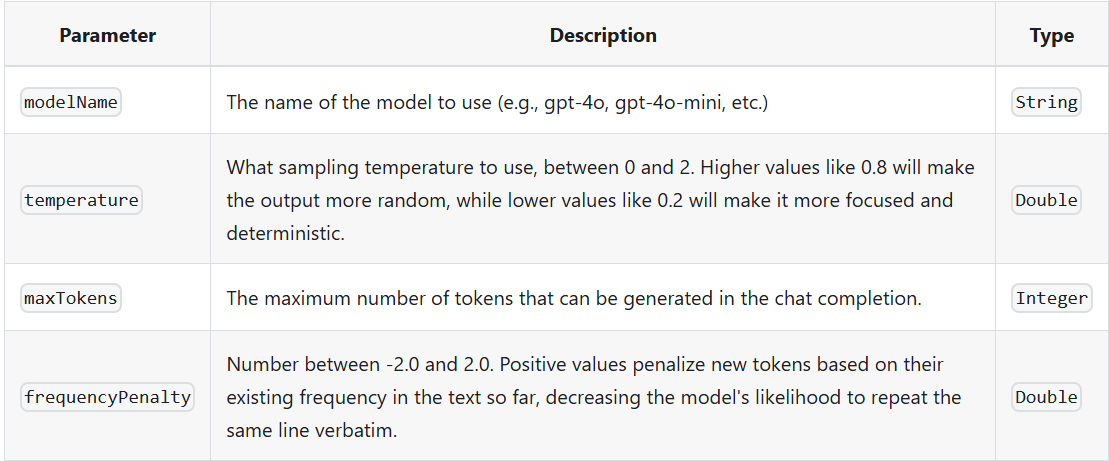 Parameter Description Type
modelName The name of the model to use (e.g., gpt-4o, gpt-4o-mini, etc.) String
What sampling temperature to use, between 0 and 2. Higher values like 0.8 will make
temperature the output more random, while lower values like 0.2 will make it more focused and Double
deterministic.
maxTokens The maximum number of tokens that can be generated in the chat completion. Integer
Number between -2.0 and 2.0. Positive values penalize new tokens based on their
frequencyPenalty existing frequency in the text so far, decreasing the model's likelihood to repeat the Double
same line verbatim.